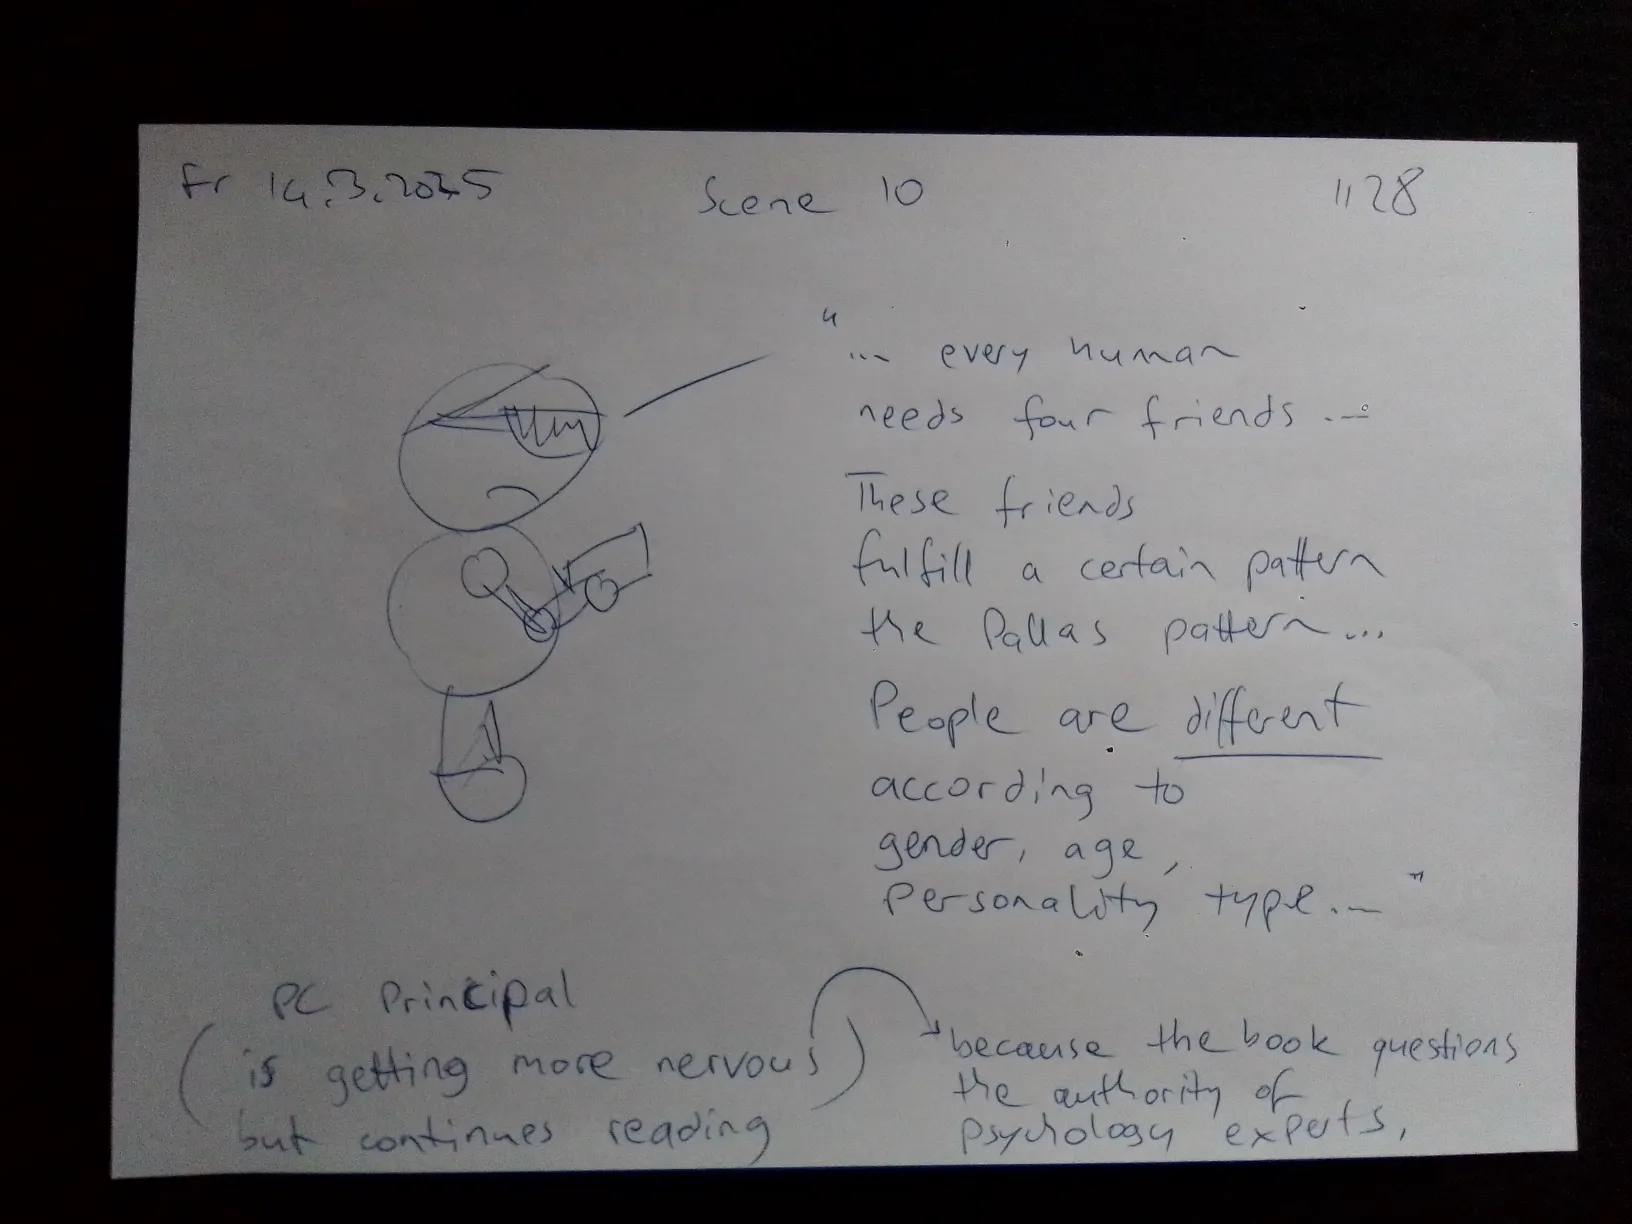 Fr 14.3.2025
Scene 10
1128
"... every human
needs four friends ...
These friends
fulfill a certain pattern
the Pallas pattern...
People are different
according to
gender, age,
personality type..."
PC Principal
(is getting more nervous)
but continues reading
because the book questions
the authority of
psychology experts,